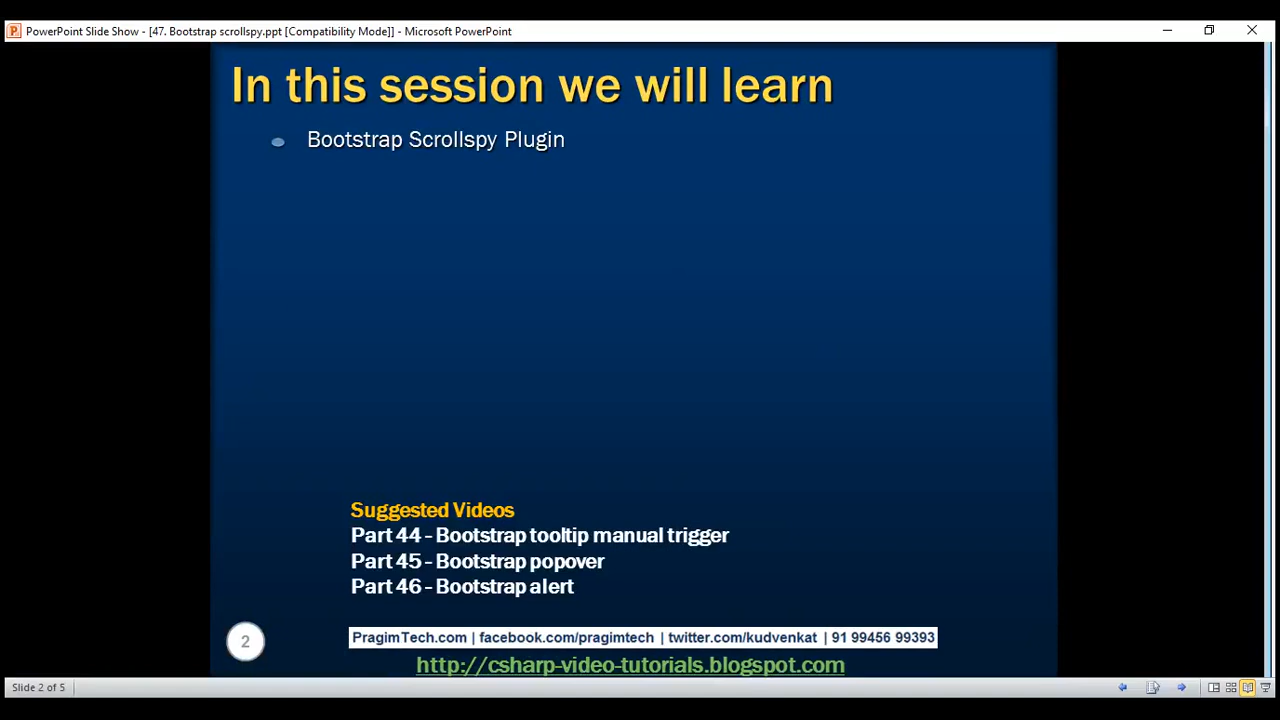 PowerPoint Slide Show - [47. Bootstrap scrollspy.ppt [Compatibility Mode]] - Microsoft PowerPoint
In this session we will learn
Bootstrap Scrollspy Plugin
Suggested Videos
Part 44 - Bootstrap tooltip manual trigger
Part 45 - Bootstrap popover
Part 46 - Bootstrap alert
2
PragimTech.com | facebook.com/pragimtech | twitter.com/kudvenkat | 91 99456 99393
http://csharp-video-tutorials.blogspot.com
Slide 2 of 5